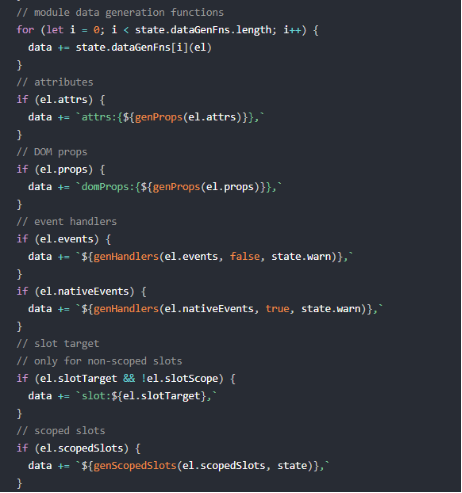 // module data generation functions
for (let i = 0; i < state.dataGenFns.length; i++) {
  data += state.dataGenFns[i](el)
}
// attributes
if (el.attrs) {
  data += `attrs:{${genProps(el.attrs)}},`
}
// DOM props
if (el.props) {
  data += `domProps:{${genProps(el.props)}},`
}
// event handlers
if (el.events) {
  data += `${genHandlers(el.events, false, state.warn)},`
}
if (el.nativeEvents) {
  data += `${genHandlers(el.nativeEvents, true, state.warn)},`
}
// slot target
// only for non-scoped slots
if (el.slotTarget && !el.slotScope) {
  data += `slot:${el.slotTarget},`
}
// scoped slots
if (el.scopedSlots) {
  data += `${genScopedSlots(el.scopedSlots, state)},`
}